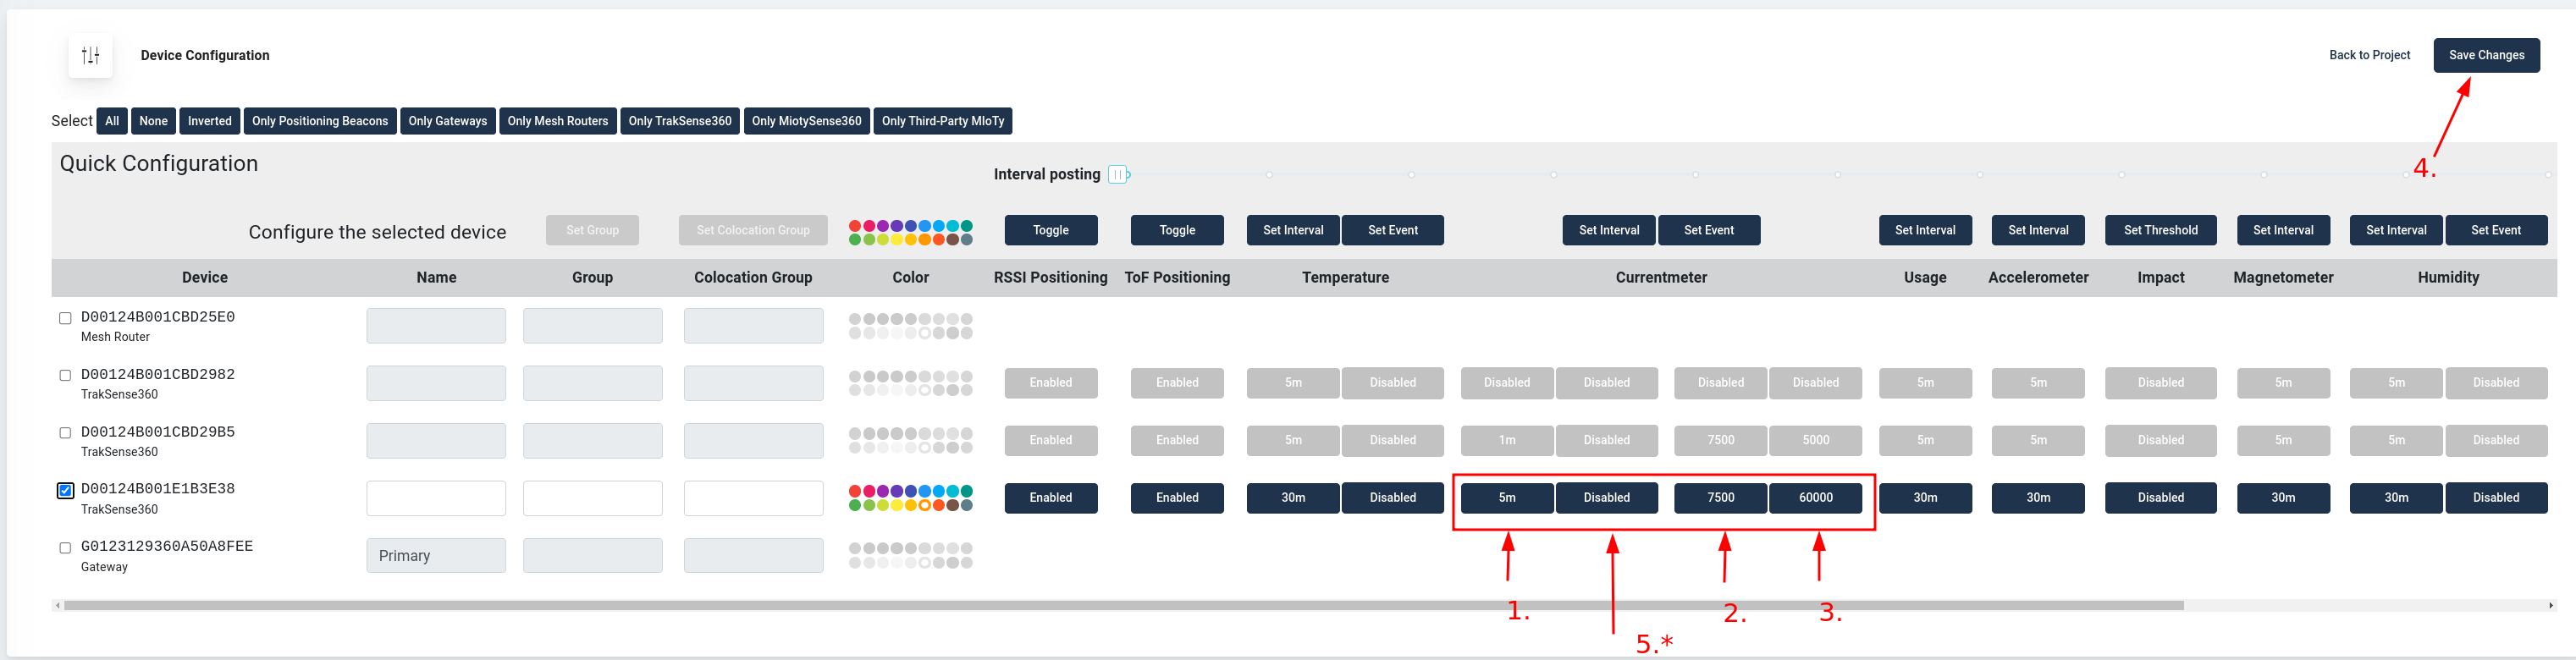 Device Configuration
Back to Project
Save Changes
Select All None Inverted Only Positioning Beacons Only Gateways Only Mesh Routers Only TrakSense360 Only MiotySense360 Only Third-Party MIoTy
Quick Configuration
Interval posting
4.
Configure the selected device Set Group Set Colocation Group Toggle Toggle Set Interval Set Event Set Interval Set Event Set Interval Set Interval Set Threshold Set Interval Set Interval Set Event
Device Name Group Colocation Group Color RSSI Positioning ToF Positioning Temperature Currentmeter Usage Accelerometer Impact Magnetometer Humidity
D00124B001CBD25E0
Mesh Router
D00124B001CBD2982
TrakSense360
Enabled Enabled 5m Disabled Disabled Disabled Disabled Disabled 5m 5m Disabled 5m 5m Disabled
D00124B001CBD29B5
TrakSense360
Enabled Enabled 5m Disabled 1m Disabled 7500 5000 5m 5m Disabled 5m 5m Disabled
D00124B001E1B3E38
TrakSense360
Enabled Enabled 30m Disabled 5m Disabled 7500 60000 30m 30m Disabled 30m 30m Disabled
G0123129360A50A8FEE
Gateway
Primary
1. 2. 3.
5.*